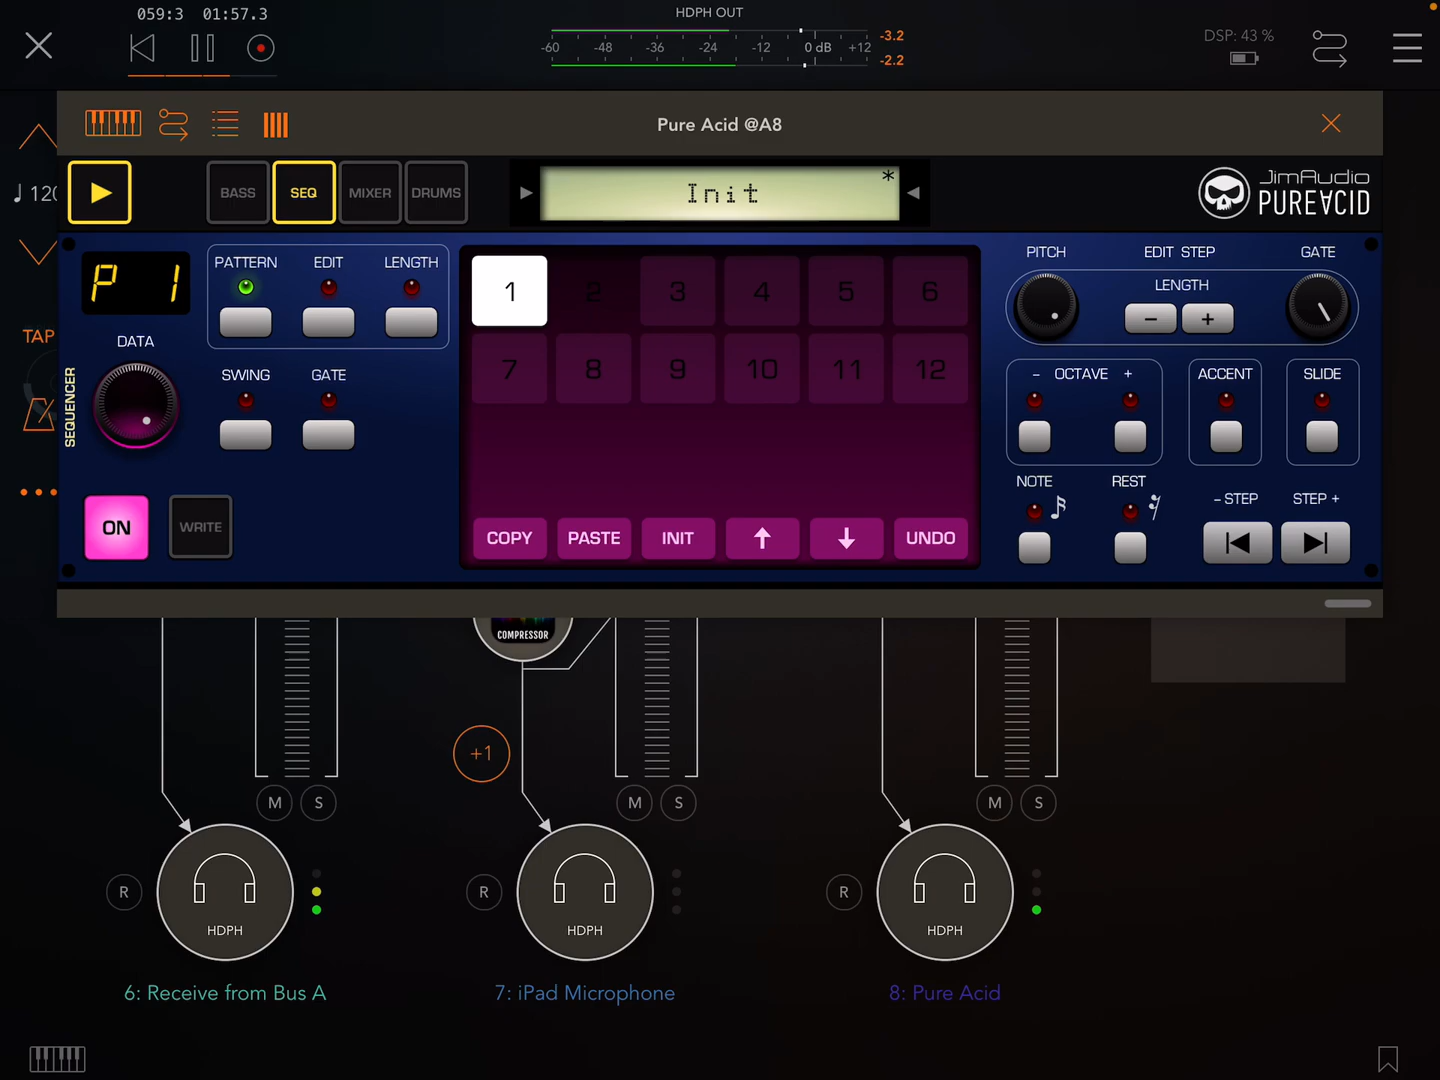 059:3 01:57.3
HDPH OUT
-60 -48 -36 -24 -12 0 dB +12
-3.2
-2.2
DSP: 43 %
Pure Acid @A8
♩120
TAP
BASS SEQ MIXER DRUMS
Init *
JimAudio
PUREACID
P 1
PATTERN EDIT LENGTH
DATA
SWING GATE
SEQUENCER
ON WRITE
1 2 3 4 5 6
7 8 9 10 11 12
COPY PASTE INIT ↑ ↓ UNDO
PITCH EDIT STEP GATE
LENGTH
− +
− OCTAVE + ACCENT SLIDE
NOTE REST
− STEP STEP +
COMPRESSOR
+1
M S M S M S
R HDPH R HDPH R HDPH
6: Receive from Bus A 7: iPad Microphone 8: Pure Acid